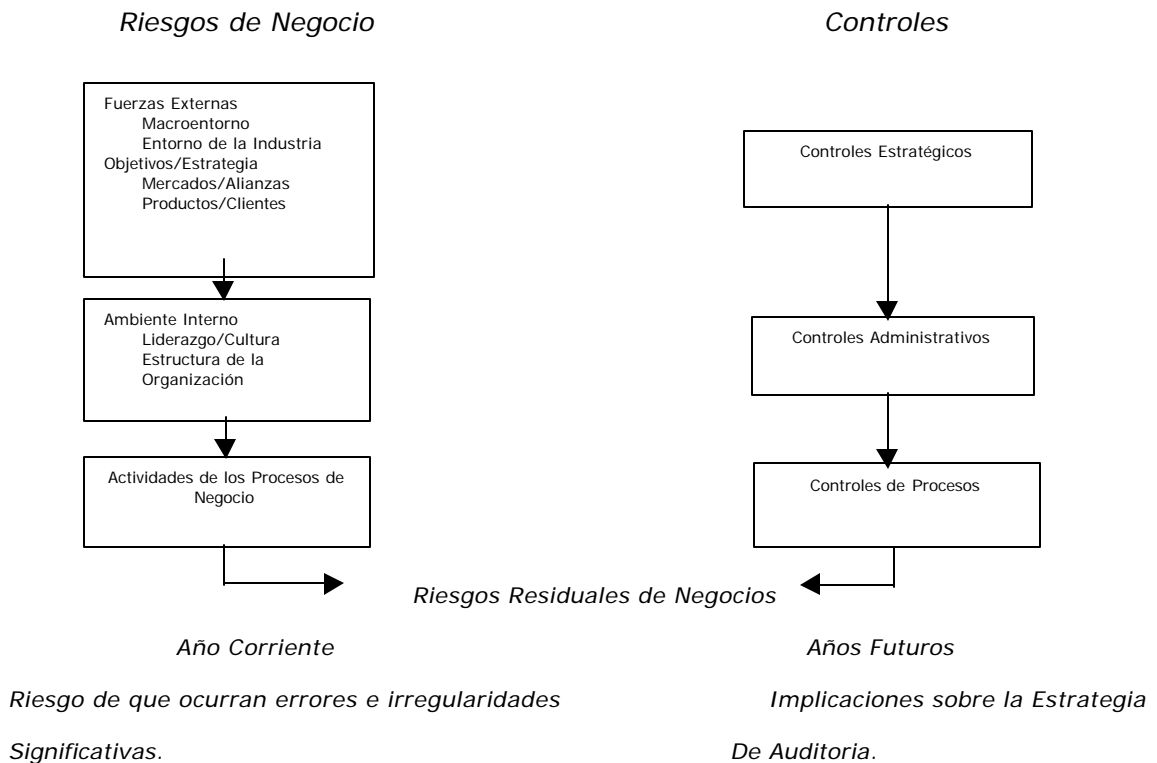 Riesgos de Negocio
Controles
Fuerzas Externas
Macroentorno
Entorno de la Industria
Objetivos/Estrategia
Mercados/Alianzas
Productos/Clientes
Controles Estratégicos
Ambiente Interno
Liderazgo/Cultura
Estructura de la
Organización
Controles Administrativos
Actividades de los Procesos de
Negocio
Controles de Procesos
Riesgos Residuales de Negocios
Año Corriente
Años Futuros
Riesgo de que ocurran errores e irregularidades
Implicaciones sobre la Estrategia
Significativas.
De Auditoria.